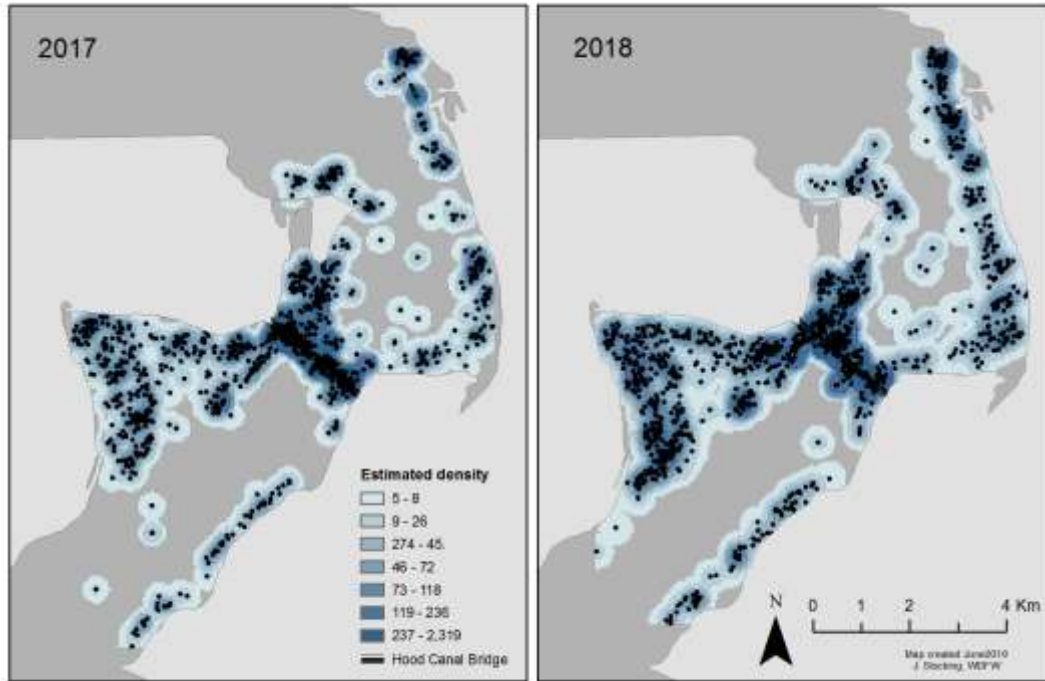 2017
2018
Estimated density
5 - 8
9 - 26
274 - 45
46 - 72
73 - 118
119 - 236
237 - 2,319
Hood Canal Bridge
N
0 1 2 4 Km
Map created
J. Stocking, WDFW